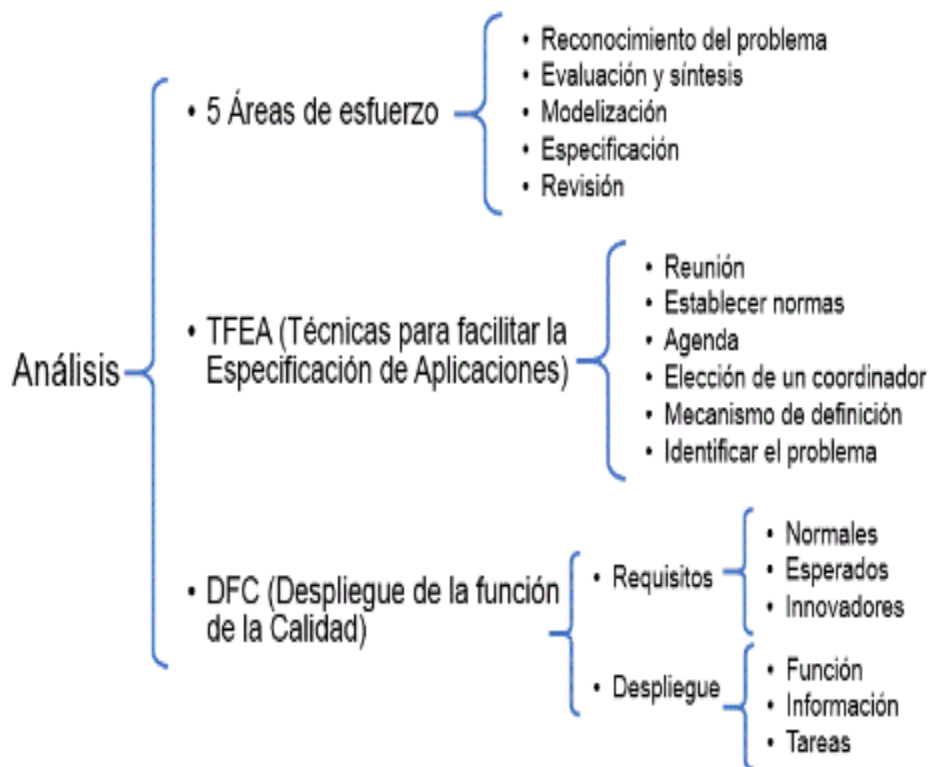 Análisis
• 5 Áreas de esfuerzo
• Reconocimiento del problema
• Evaluación y síntesis
• Modelización
• Especificación
• Revisión
• TFEA (Técnicas para facilitar la
Especificación de Aplicaciones)
• Reunión
• Establecer normas
• Agenda
• Elección de un coordinador
• Mecanismo de definición
• Identificar el problema
• DFC (Despliegue de la función
de la Calidad)
• Requisitos
• Normales
• Esperados
• Innovadores
• Despliegue
• Función
• Información
• Tareas